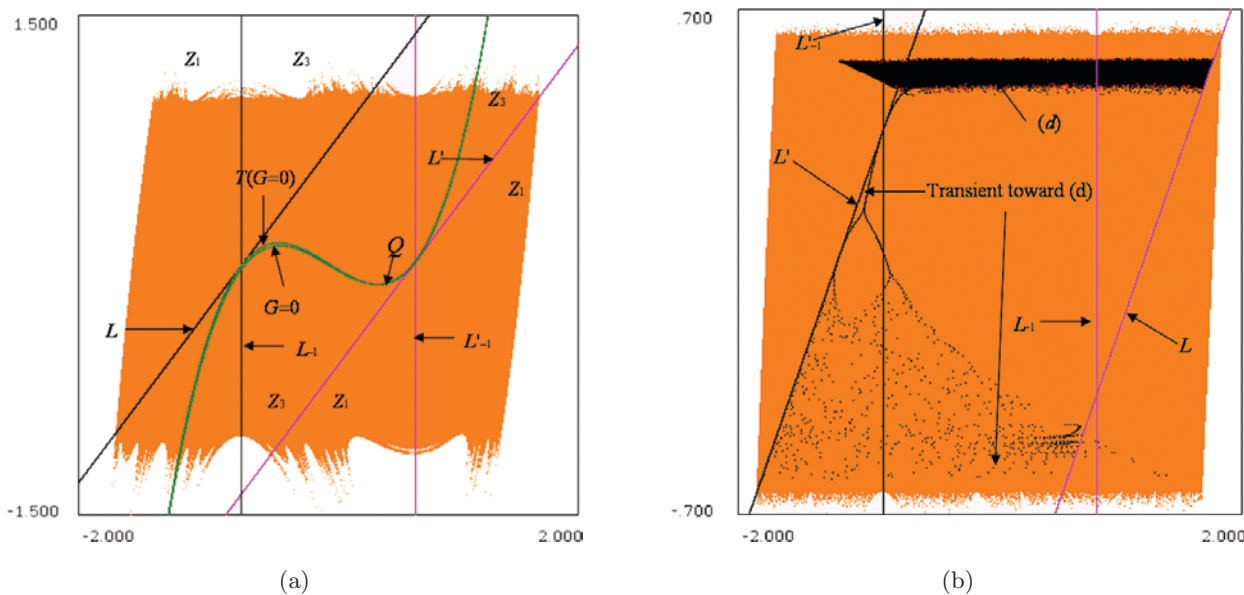 1.500
Z₁
Z₃
Z₃
L'
Z₁
T(G=0)
Q
G=0
L
L₋₁
L'₋₁
Z₃
Z₁
-1.500
-2.000
2.000
(a)
.700
L'₋₁
(d)
L'
Transient toward (d)
L₋₁
L
-.700
-2.000
2.000
(b)